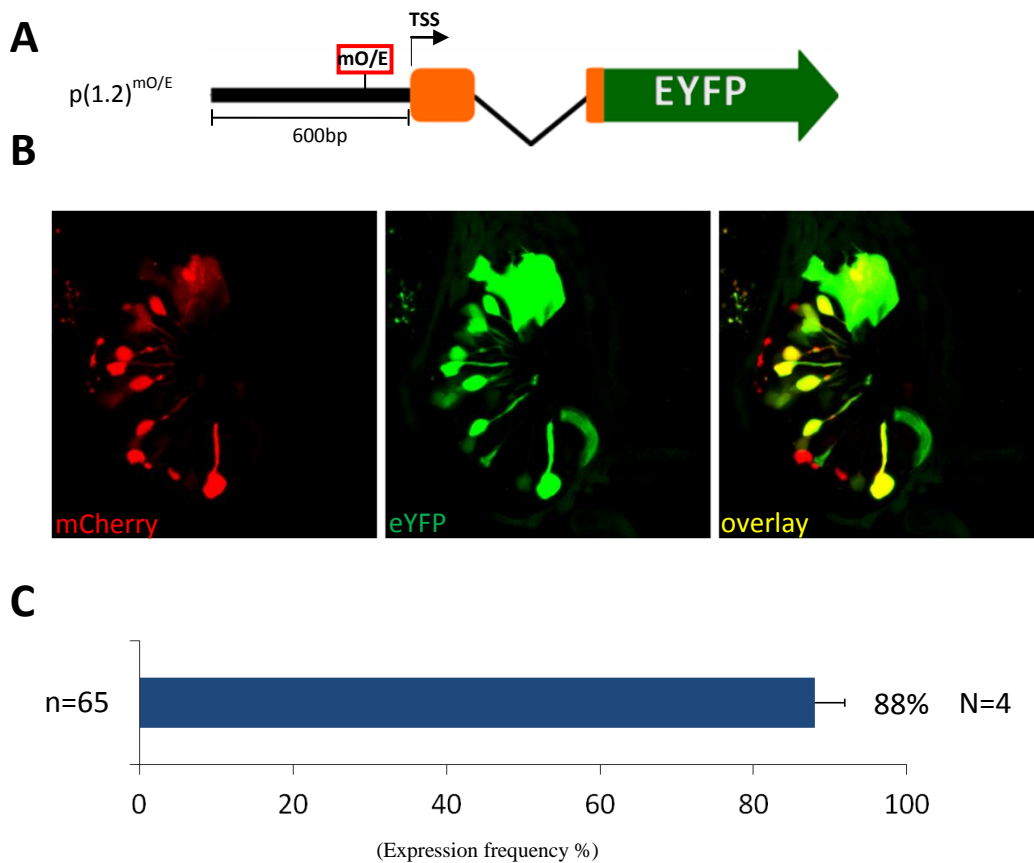 A
TSS
mO/E
p(1.2)mO/E
EYFP
600bp
B
mCherry
eYFP
overlay
C
n=65
88% N=4
0 20 40 60 80 100
(Expression frequency %)